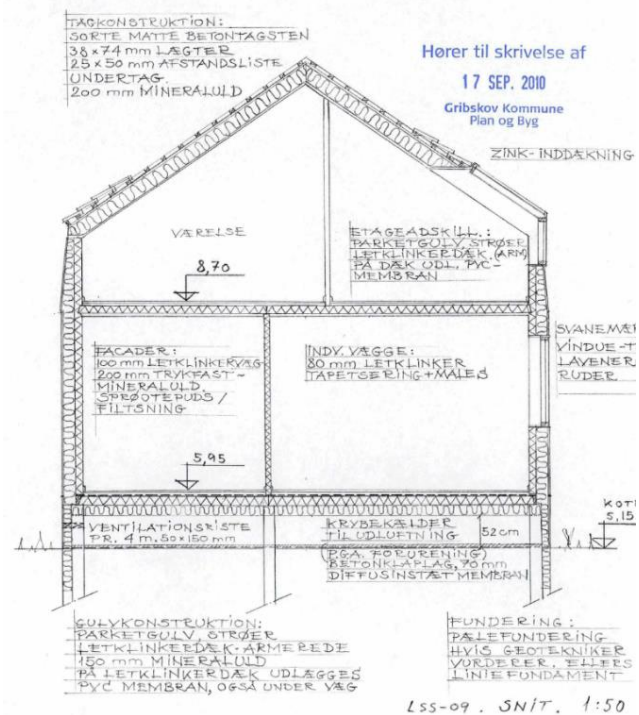 TAGKONSTRUKTION:
SORTE MATTE BETONTAGSTEN
38 x 74 mm LÆGTER
25 x 50 mm AFSTANDSLISTE
UNDERTAG.
200 mm MINERALULD
Hører til skrivelse af
17 SEP. 2010
Gribskov Kommune
Plan og Byg
ZINK-INDDÆKNING
VÆRELSE
8,70
ETAGEADSKILL.:
PARKETGULV, STRØER
LETKLINKERDÆK. (ARM)
PÅ DÆK UDL. PVC-
MEMBRAN
FACADER:
100 mm LETKLINKERVÆG
200 mm TRYKFAST-
MINERALULD.
SPRØJTEPUDS /
FILTSNING
INDV. VÆGGE:
80 mm LETKLINKER
TAPETSERING + MALES
SVANEMÆR
VINDUE-T
LAVENER
RUDER
5,95
VENTILATIONSRISTE
PR. 4 m. 50 x 150 mm
KRYBEKÆLDER
TIL UDLUFTNING
(PGA. FORURENING)
BETONKLAPLAG, 70 mm
DIFFUSINSTÆT MEMBRAN
52 cm
KOTE
5,15
GULVKONSTRUKTION:
PARKETGULV, STRØER
LETKLINKERDÆK-ARMEREDE
150 mm MINERALULD
PÅ LETKLINKERDÆK UDLÆGGES
PVC MEMBRAN, OGSÅ UNDER VÆG
FUNDERING:
PÆLEFUNDERING
HVIS GEOTEKNIKER
VURDERER. ELLERS
LINIEFUNDAMENT
LSS-09. SNIT. 1:50